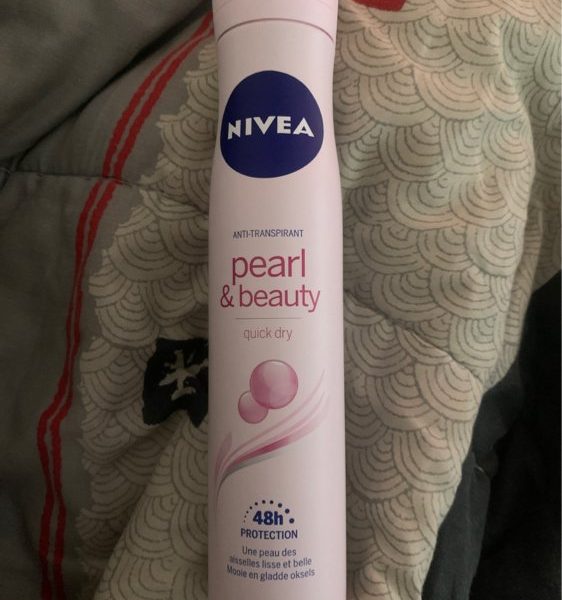 NIVEA
ANTI-TRANSPIRANT
pearl
& beauty
quick dry
48h
PROTECTION
Une peau des
aisselles lisse et belle
Mooie en gladde oksels